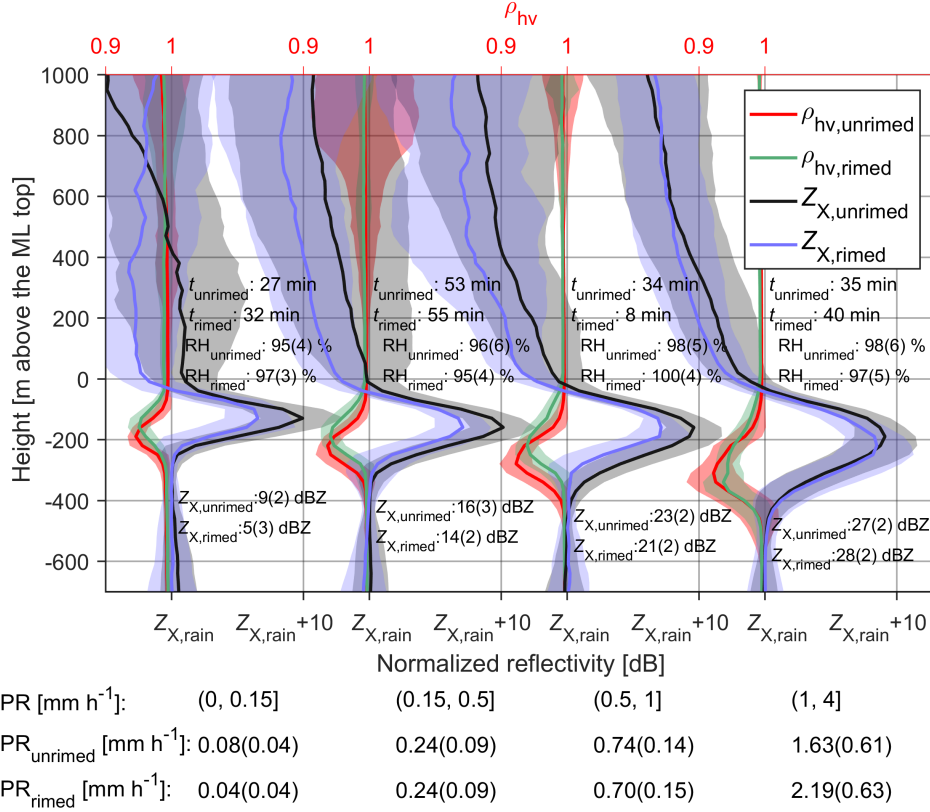 ρhv
0.9 1 0.9 1 0.9 1 0.9 1
1000
800
600
400
200
0
-200
-400
-600
Height [m above the ML top]
ρhv,unrimed
ρhv,rimed
ZX,unrimed
ZX,rimed
tunrimed: 27 min
trimed: 32 min
RHunrimed: 95(4) %
RHrimed: 97(3) %
tunrimed: 53 min
trimed: 55 min
RHunrimed: 96(6) %
RHrimed: 95(4) %
tunrimed: 34 min
trimed: 8 min
RHunrimed: 98(5) %
RHrimed: 100(4) %
tunrimed: 35 min
trimed: 40 min
RHunrimed: 98(6) %
RHrimed: 97(5) %
ZX,unrimed:9(2) dBZ
ZX,rimed:5(3) dBZ
ZX,unrimed:16(3) dBZ
ZX,rimed:14(2) dBZ
ZX,unrimed:23(2) dBZ
ZX,rimed:21(2) dBZ
ZX,unrimed:27(2) dBZ
ZX,rimed:28(2) dBZ
ZX,rain ZX,rain+10 ZX,rain ZX,rain+10 ZX,rain ZX,rain+10 ZX,rain ZX,rain+10
Normalized reflectivity [dB]
PR [mm h-1]: (0, 0.15] (0.15, 0.5] (0.5, 1] (1, 4]
PRunrimed [mm h-1]: 0.08(0.04) 0.24(0.09) 0.74(0.14) 1.63(0.61)
PRrimed [mm h-1]: 0.04(0.04) 0.24(0.09) 0.70(0.15) 2.19(0.63)